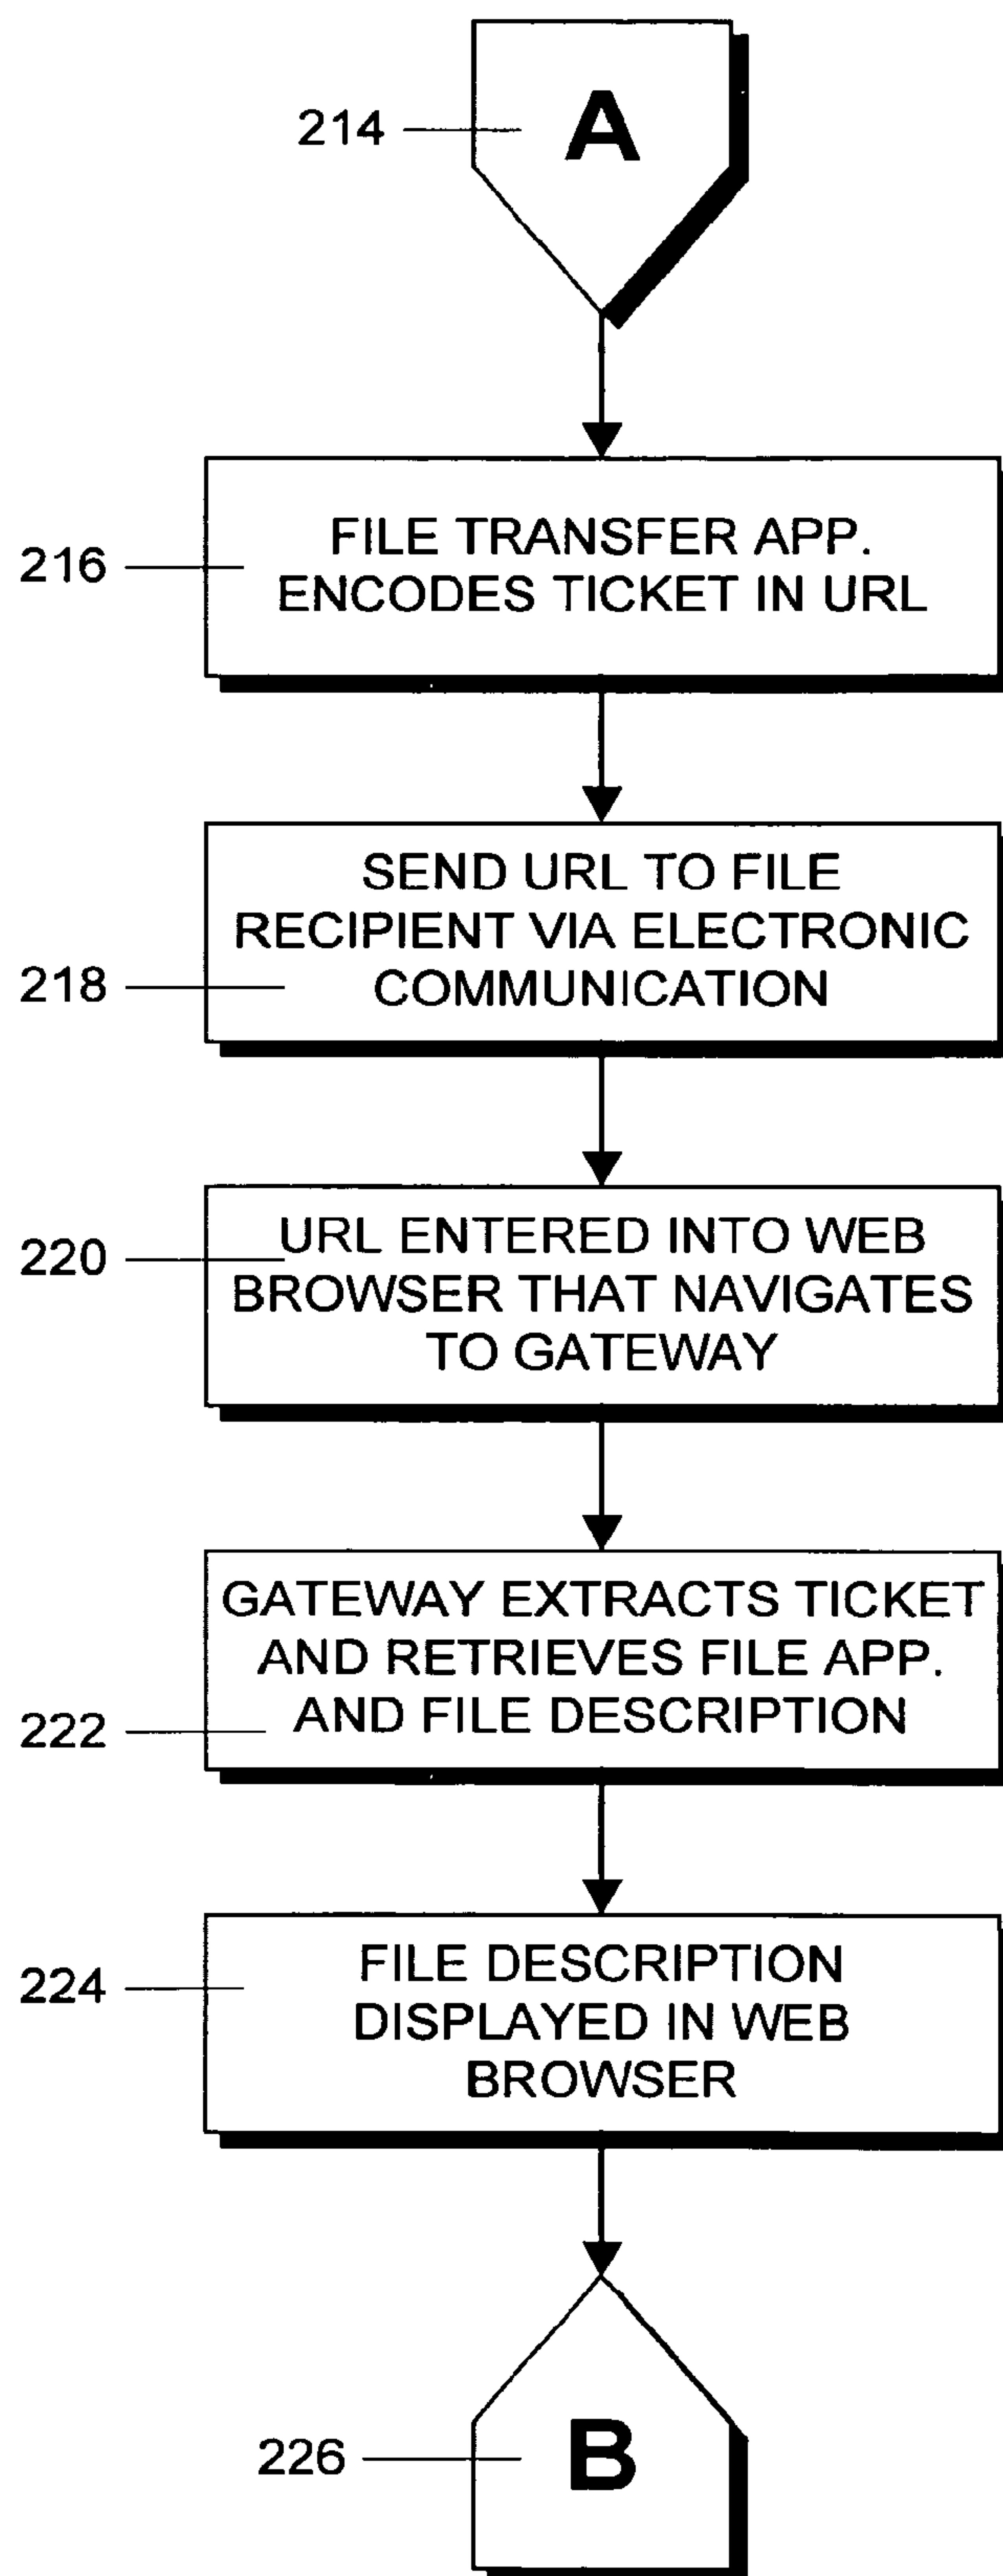 214
A
216
FILE TRANSFER APP.
ENCODES TICKET IN URL
218
SEND URL TO FILE
RECIPIENT VIA ELECTRONIC
COMMUNICATION
220
URL ENTERED INTO WEB
BROWSER THAT NAVIGATES
TO GATEWAY
222
GATEWAY EXTRACTS TICKET
AND RETRIEVES FILE APP.
AND FILE DESCRIPTION
224
FILE DESCRIPTION
DISPLAYED IN WEB
BROWSER
226
B